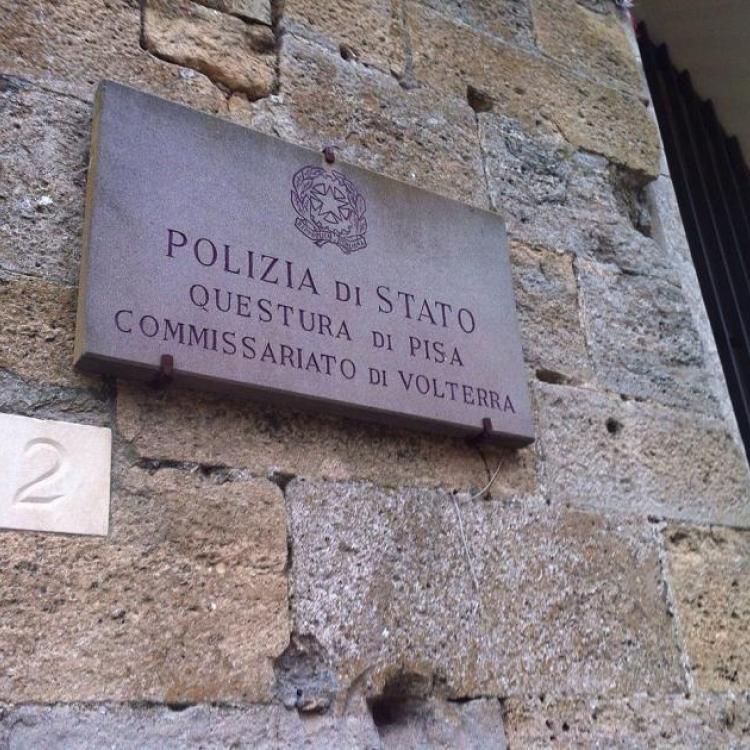 POLIZIA DI STATO
QUESTURA DI PISA
COMMISSARIATO DI VOLTERRA
2